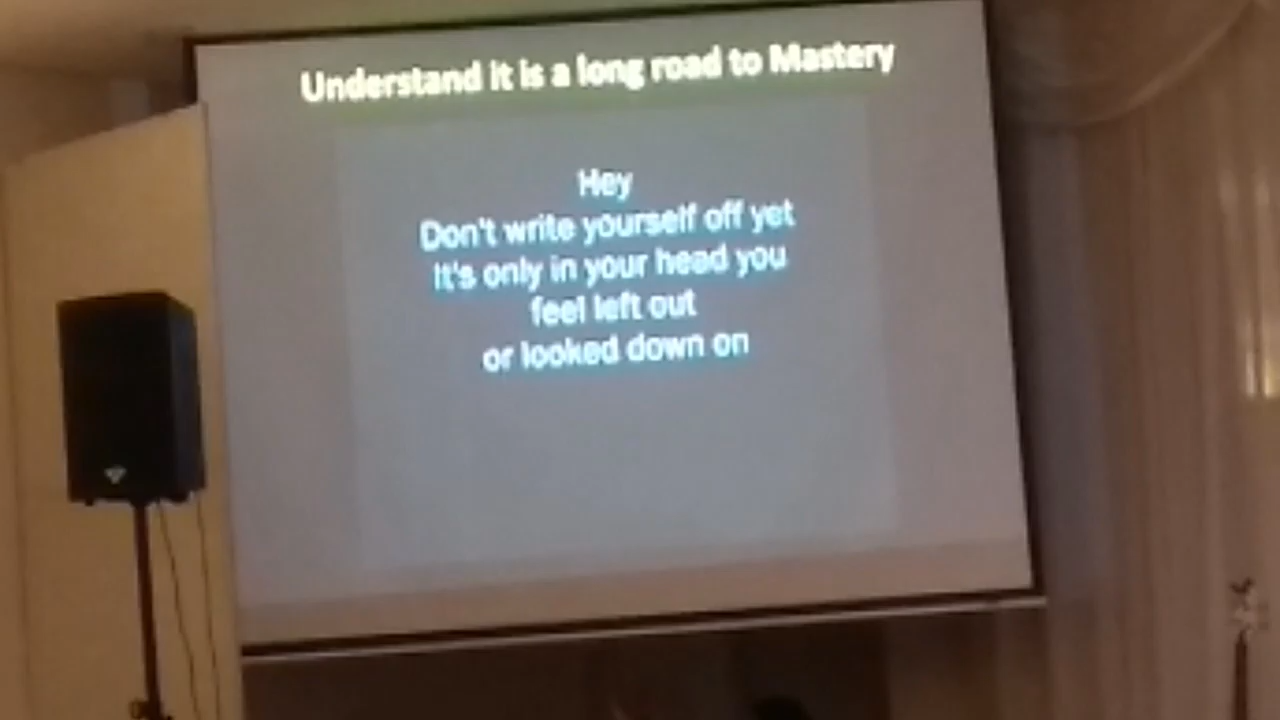 Understand it is a long road to Mastery
Hey
Don't write yourself off yet
It's only in your head you
feel left out
or looked down on